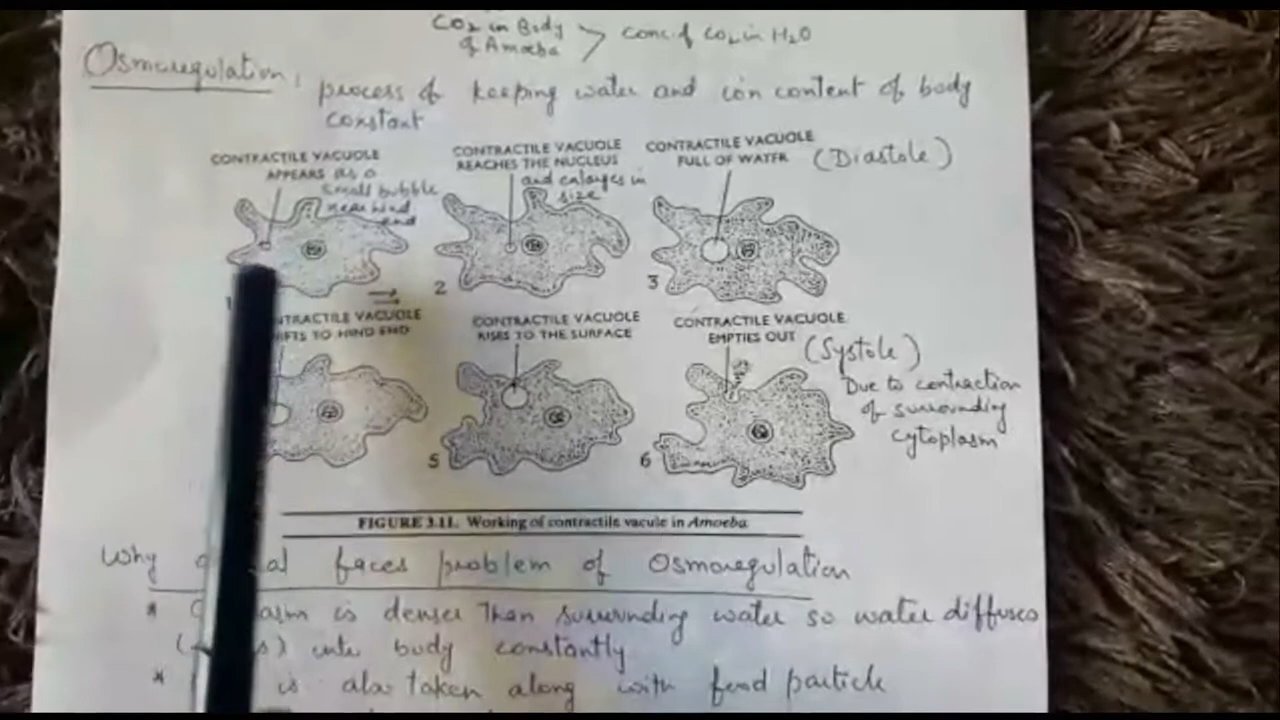 CO2 in Body
of Amoeba > conc. of CO2 in H2O
Osmoregulation : process of keeping water and ion content of body
constant
CONTRACTILE VACUOLE
APPEARS as a
small bubble
near hind
end
CONTRACTILE VACUOLE
REACHES THE NUCLEUS
and enlarges in
size
CONTRACTILE VACUOLE
FULL OF WATER (Diastole)
2
3
NTRACTILE VACUOLE
IFTS TO HIND END
CONTRACTILE VACUOLE
RISES TO THE SURFACE
CONTRACTILE VACUOLE
EMPTIES OUT (Systole)
Due to contraction
of surrounding
cytoplasm
5
6
FIGURE 3.11. Working of contractile vacule in Amoeba
Why al faces problem of Osmoregulation
* asm is denser than surrounding water so water diffuses
s) into body constantly
* is also taken along with food particle